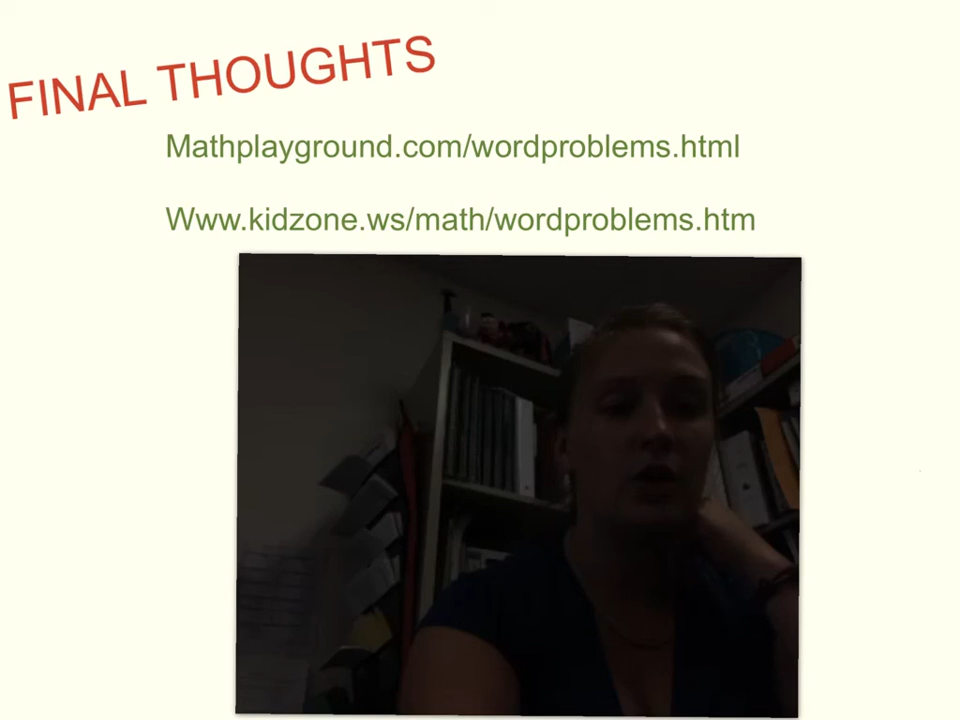 FINAL THOUGHTS
Mathplayground.com/wordproblems.html
Www.kidzone.ws/math/wordproblems.htm